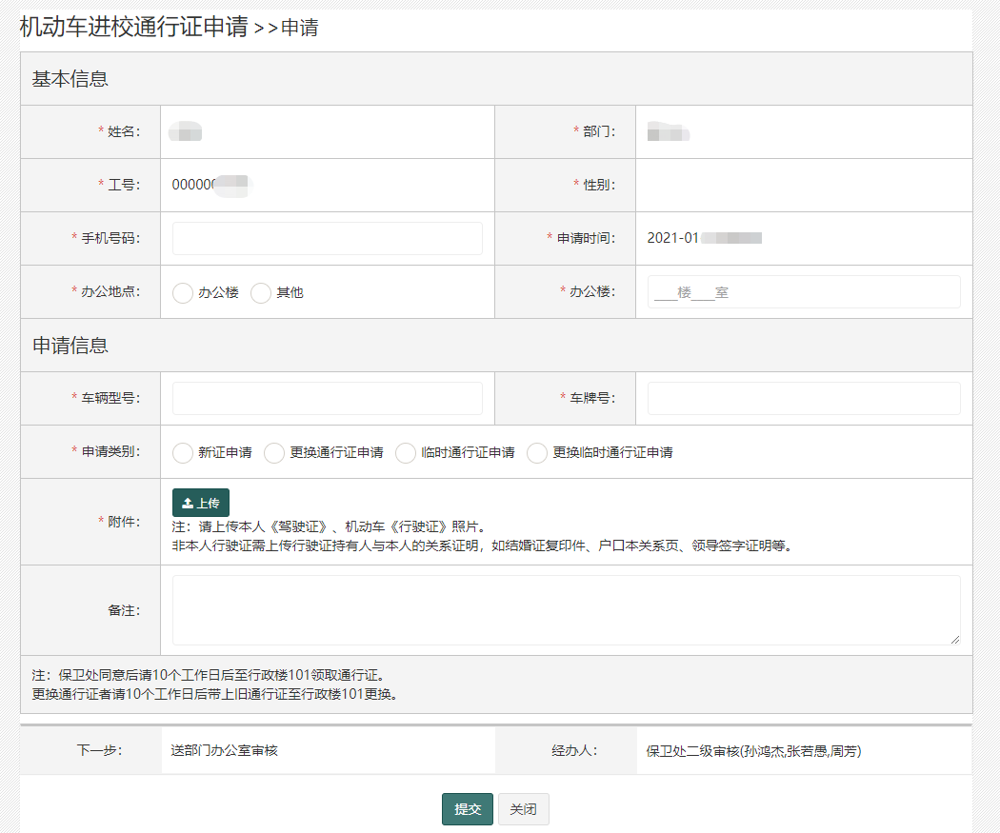 机动车进校通行证申请 >>申请
基本信息
* 姓名： * 部门：
* 工号： 000000 * 性别：
* 手机号码： * 申请时间： 2021-01
* 办公地点： 办公楼 其他 * 办公楼： ___楼___室
申请信息
* 车辆型号： * 车牌号：
* 申请类别： 新证申请 更换通行证申请 临时通行证申请 更换临时通行证申请
* 附件： 上传
注：请上传本人《驾驶证》、机动车《行驶证》照片。
非本人行驶证需上传行驶证持有人与本人的关系证明，如结婚证复印件、户口本关系页、领导签字证明等。
备注：
注：保卫处同意后请10个工作日后至行政楼101领取通行证。
更换通行证者请10个工作日后带上旧通行证至行政楼101更换。
下一步： 送部门办公室审核 经办人： 保卫处二级审核(孙鸿杰,张若愚,周芳)
提交 关闭